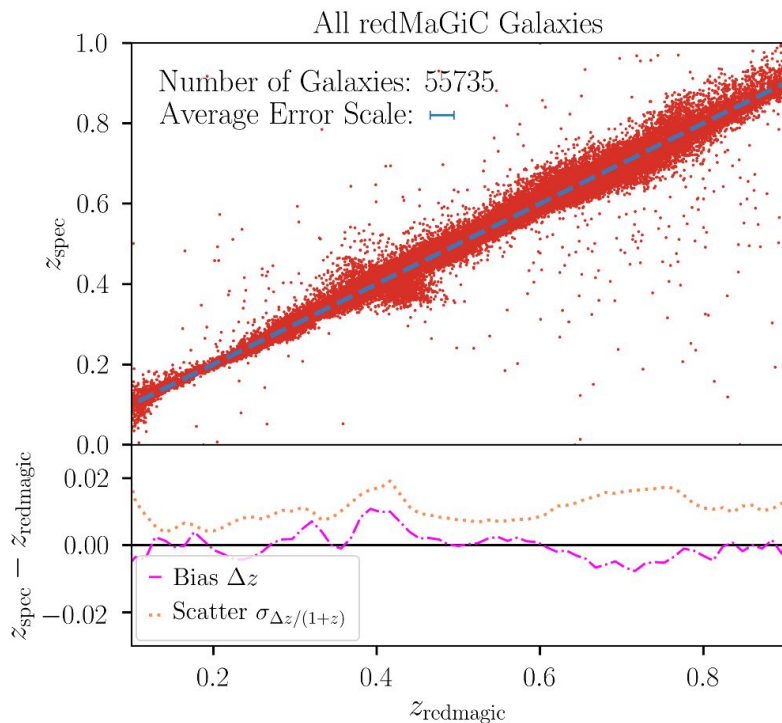 All redMaGiC Galaxies
Number of Galaxies: 55735
Average Error Scale:
1.0
0.8
0.6
0.4
0.2
0.0
z_spec
0.02
0.00
−0.02
z_spec − z_redmagic
Bias Δz
Scatter σ_Δz/(1+z)
0.2 0.4 0.6 0.8
z_redmagic